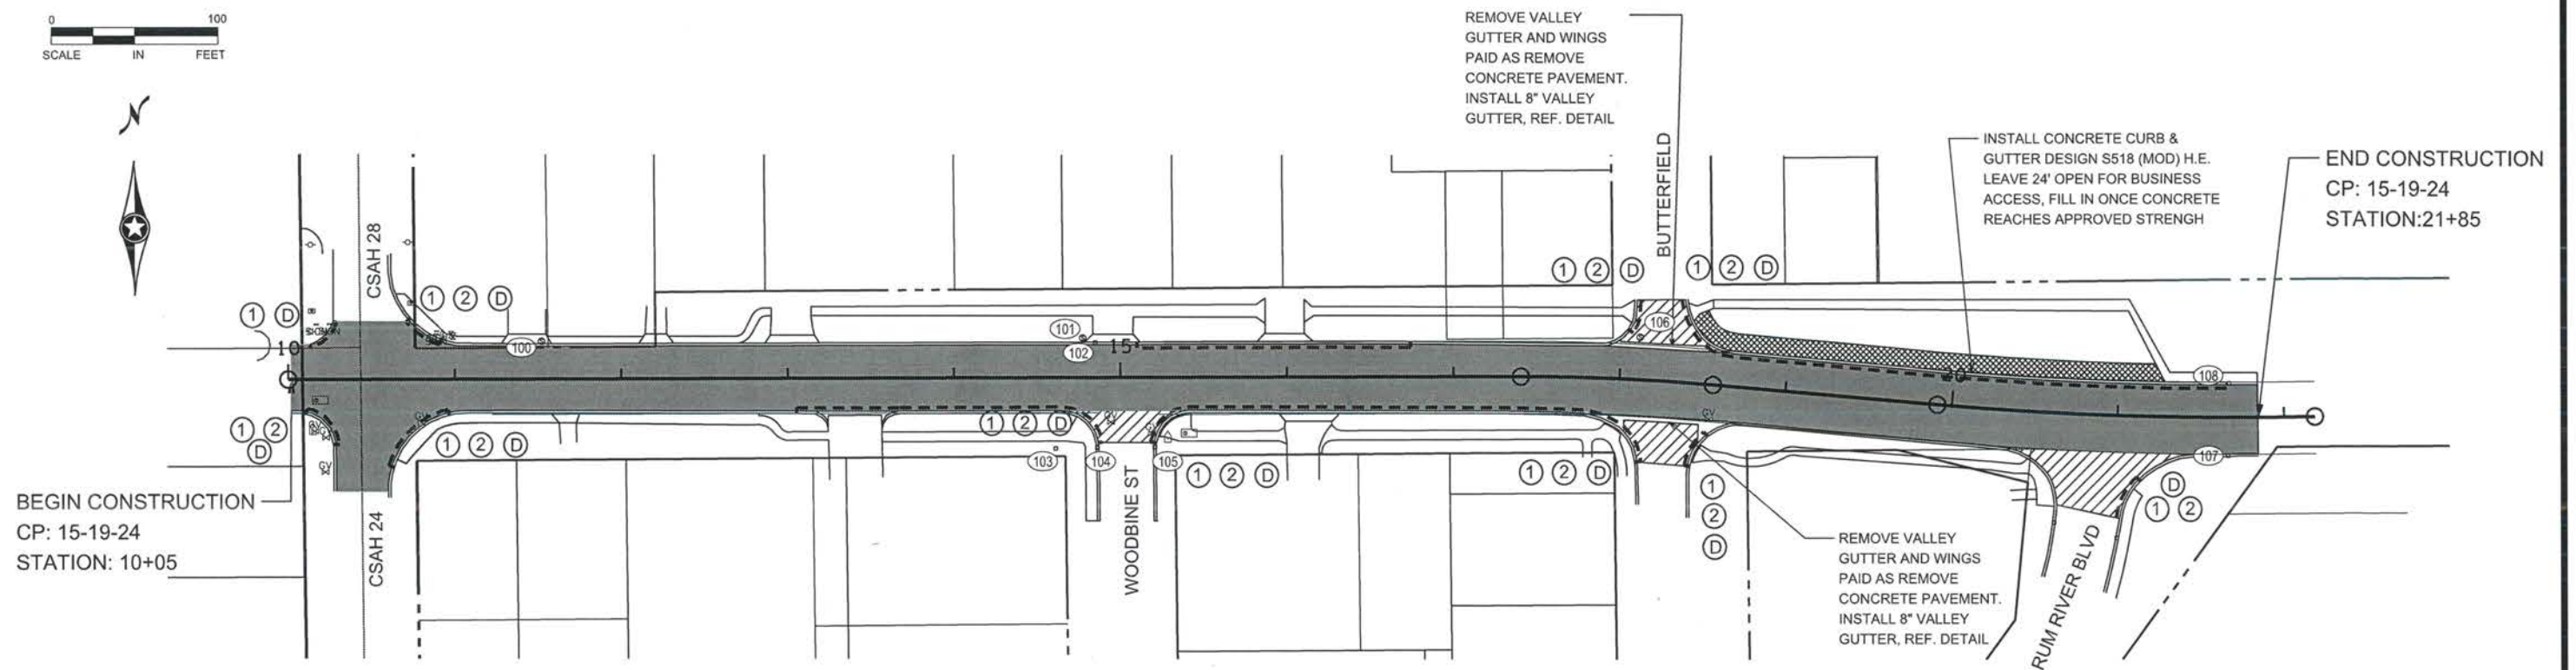 0 100
SCALE IN FEET
N
REMOVE VALLEY
GUTTER AND WINGS
PAID AS REMOVE
CONCRETE PAVEMENT.
INSTALL 8" VALLEY
GUTTER, REF. DETAIL
INSTALL CONCRETE CURB &
GUTTER DESIGN S518 (MOD) H.E.
LEAVE 24' OPEN FOR BUSINESS
ACCESS, FILL IN ONCE CONCRETE
REACHES APPROVED STRENGH
END CONSTRUCTION
CP: 15-19-24
STATION:21+85
CSAH 28
BUTTERFIELD
1 2 D
1 2 D
1 2 D
1 D
10
100
101
102
15
106
20
108
GV
1 2
D
GV
GV
1 2 D
1 2 D
103
104
105
1 2 D
1 2 D
1
2
D
107
D
1 2
BEGIN CONSTRUCTION
CP: 15-19-24
STATION: 10+05
CSAH 24
WOODBINE ST
RUM RIVER BLVD
REMOVE VALLEY
GUTTER AND WINGS
PAID AS REMOVE
CONCRETE PAVEMENT.
INSTALL 8" VALLEY
GUTTER, REF. DETAIL